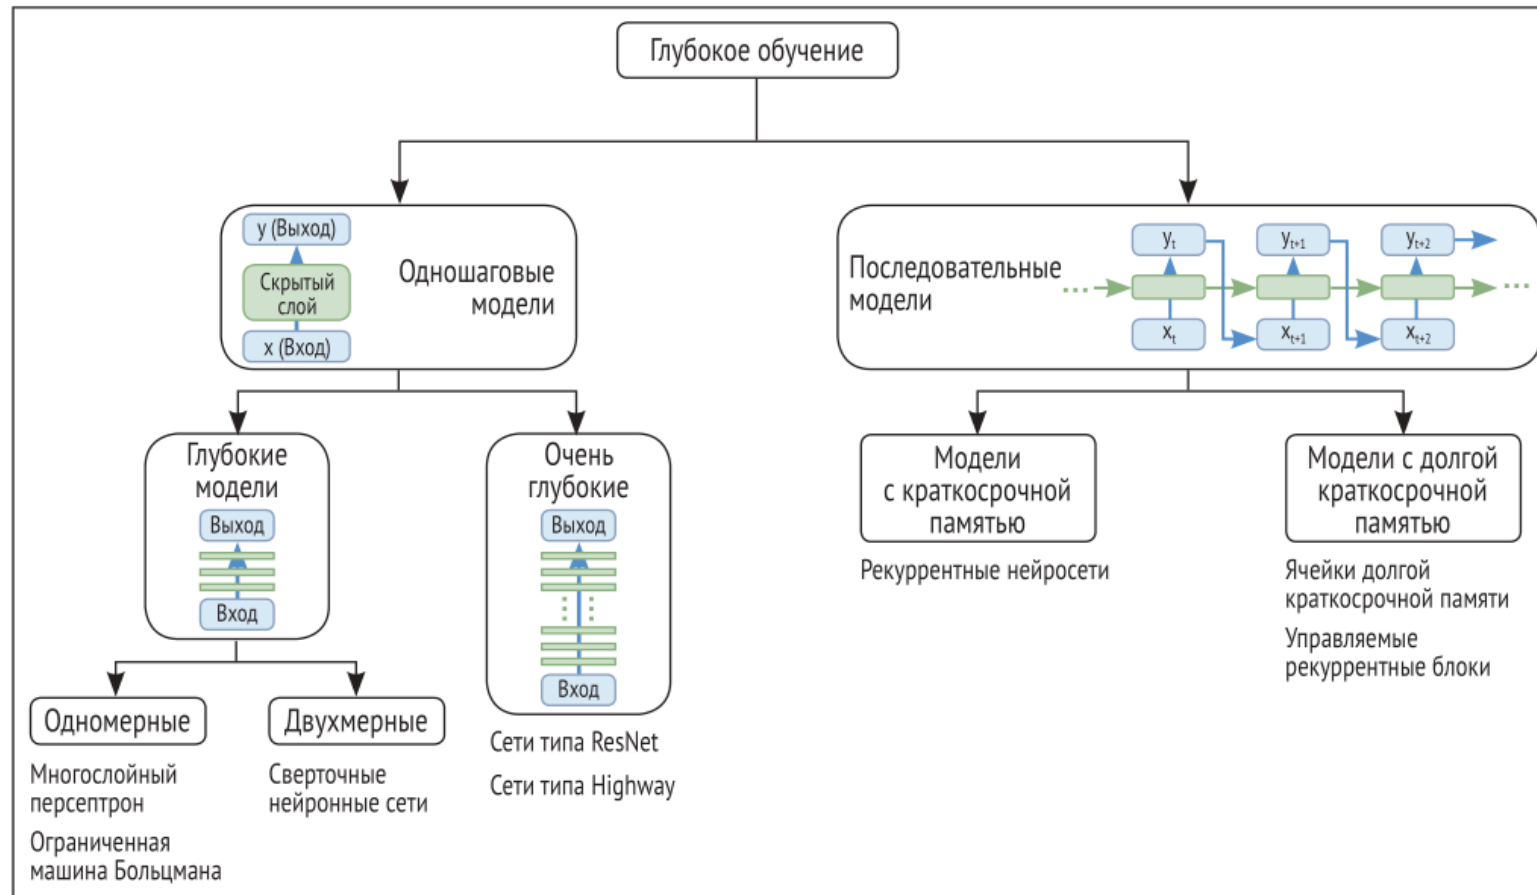 Глубокое обучение
y (Выход)
Скрытый
слой
x (Вход)
Одношаговые
модели
Последовательные
модели
...
yt
yt+1
yt+2
xt
xt+1
xt+2
...
Глубокие
модели
Выход
Вход
Очень
глубокие
Выход
Вход
Модели
с краткосрочной
памятью
Рекуррентные нейросети
Модели с долгой
краткосрочной
памятью
Ячейки долгой
краткосрочной памяти
Управляемые
рекуррентные блоки
Одномерные
Многослойный
персептрон
Ограниченная
машина Больцмана
Двухмерные
Сверточные
нейронные сети
Сети типа ResNet
Сети типа Highway